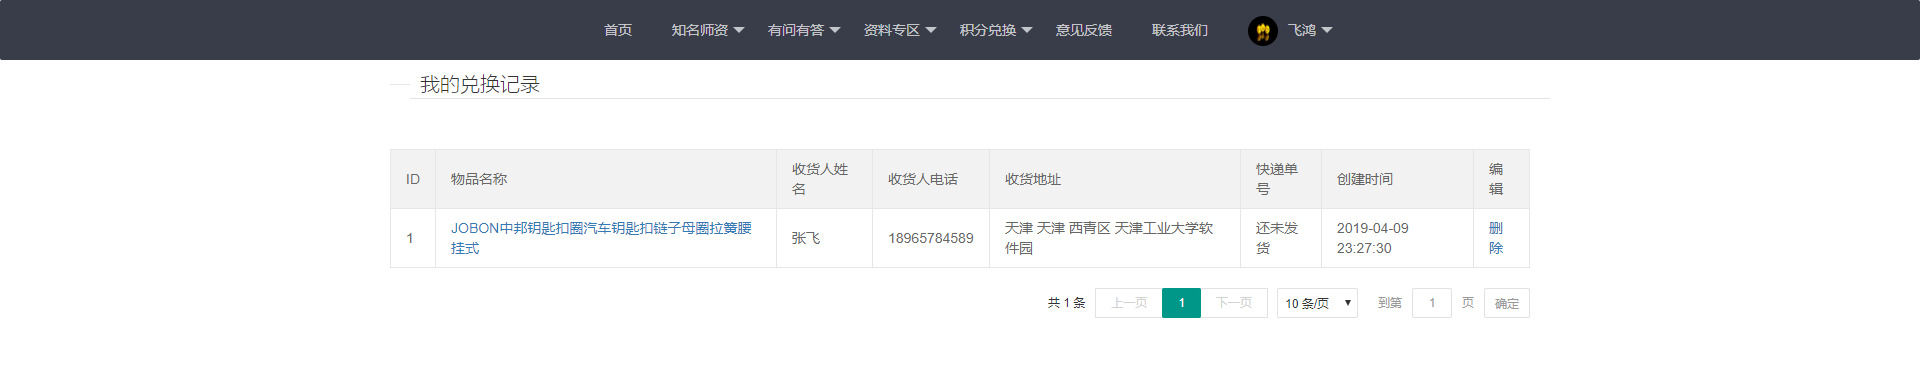 首页 知名师资 有问有答 资料专区 积分兑换 意见反馈 联系我们 飞鸿
我的兑换记录
ID 物品名称 收货人姓名 收货人电话 收货地址 快递单号 创建时间 编辑
1 JOBON中邦钥匙扣圈汽车钥匙扣链子母圈拉簧腰挂式 张飞 18965784589 天津 天津 西青区 天津工业大学软件园 还未发货 2019-04-09 23:27:30 删除
共 1 条 上一页 1 下一页 10 条/页 到第 1 页 确定